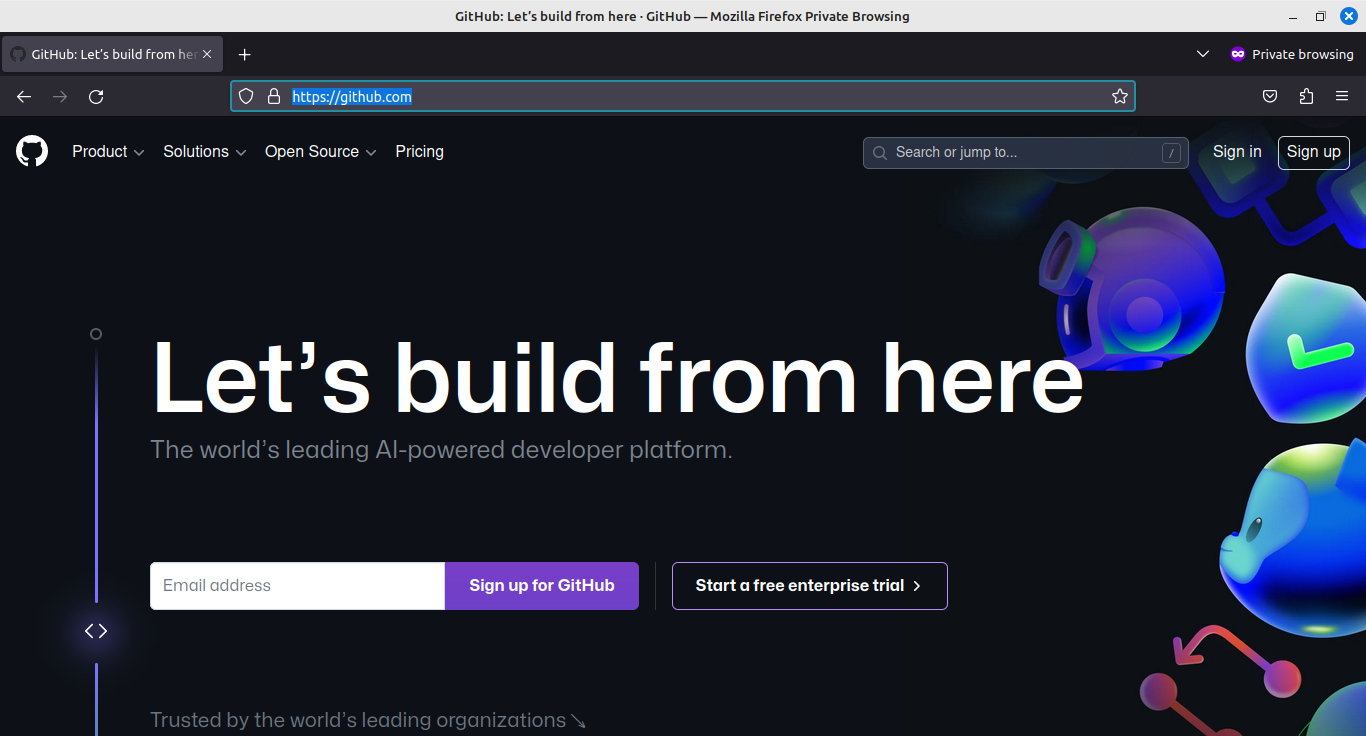 GitHub: Let’s build from here · GitHub — Mozilla Firefox Private Browsing
GitHub: Let’s build from her
Private browsing
https://github.com
Product
Solutions
Open Source
Pricing
Search or jump to...
/
Sign in
Sign up
Let’s build from here
The world’s leading AI-powered developer platform.
Email address
Sign up for GitHub
Start a free enterprise trial
Trusted by the world’s leading organizations ↘